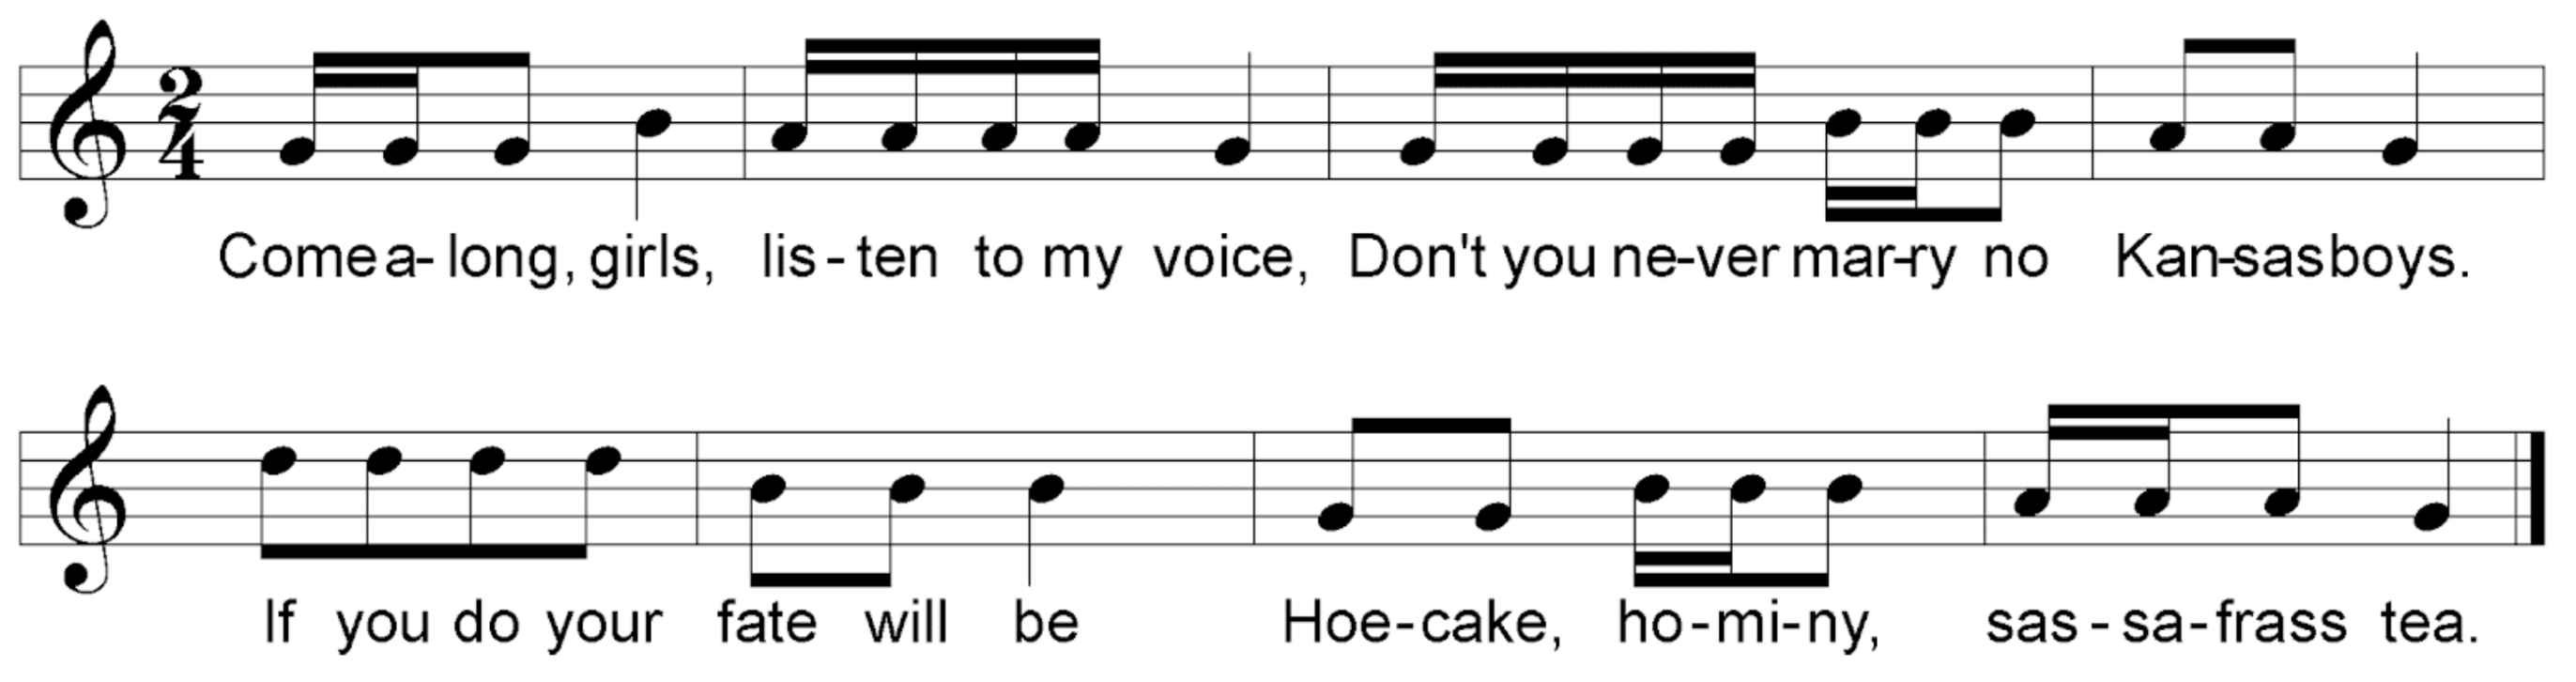 2 4
Come a- long, girls, lis - ten to my voice, Don't you ne-ver mar-ry no Kan-sas boys.
If you do your fate will be Hoe-cake, ho-mi-ny, sas - sa-frass tea.